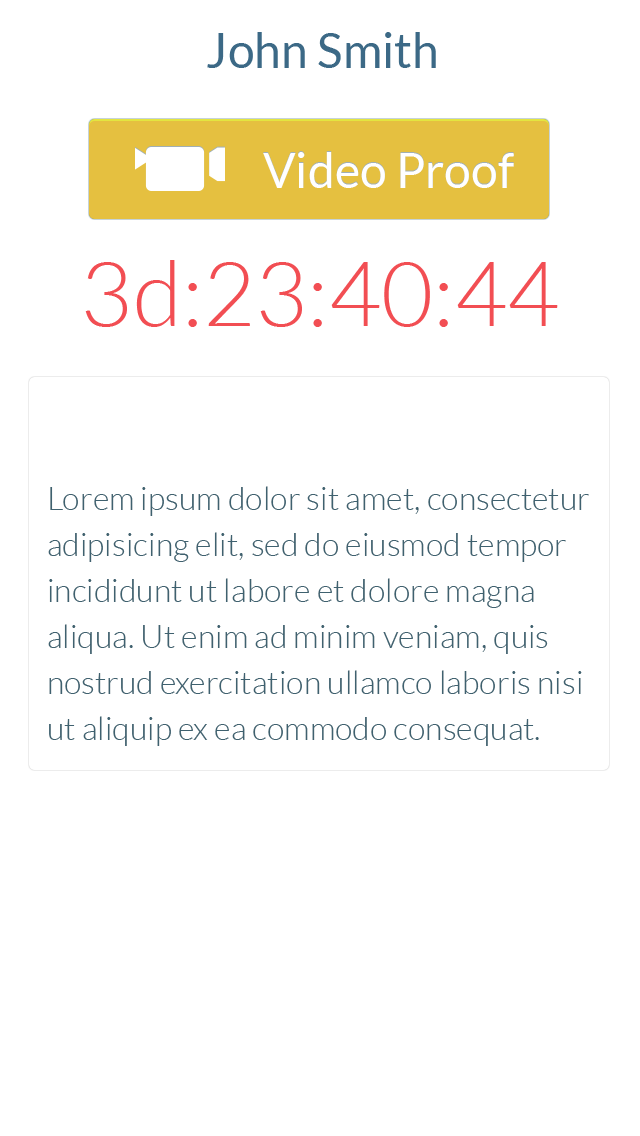 John Smith
Video Proof
3d:23:40:44
Lorem ipsum dolor sit amet, consectetur
adipisicing elit, sed do eiusmod tempor
incididunt ut labore et dolore magna
aliqua. Ut enim ad minim veniam, quis
nostrud exercitation ullamco laboris nisi
ut aliquip ex ea commodo consequat.